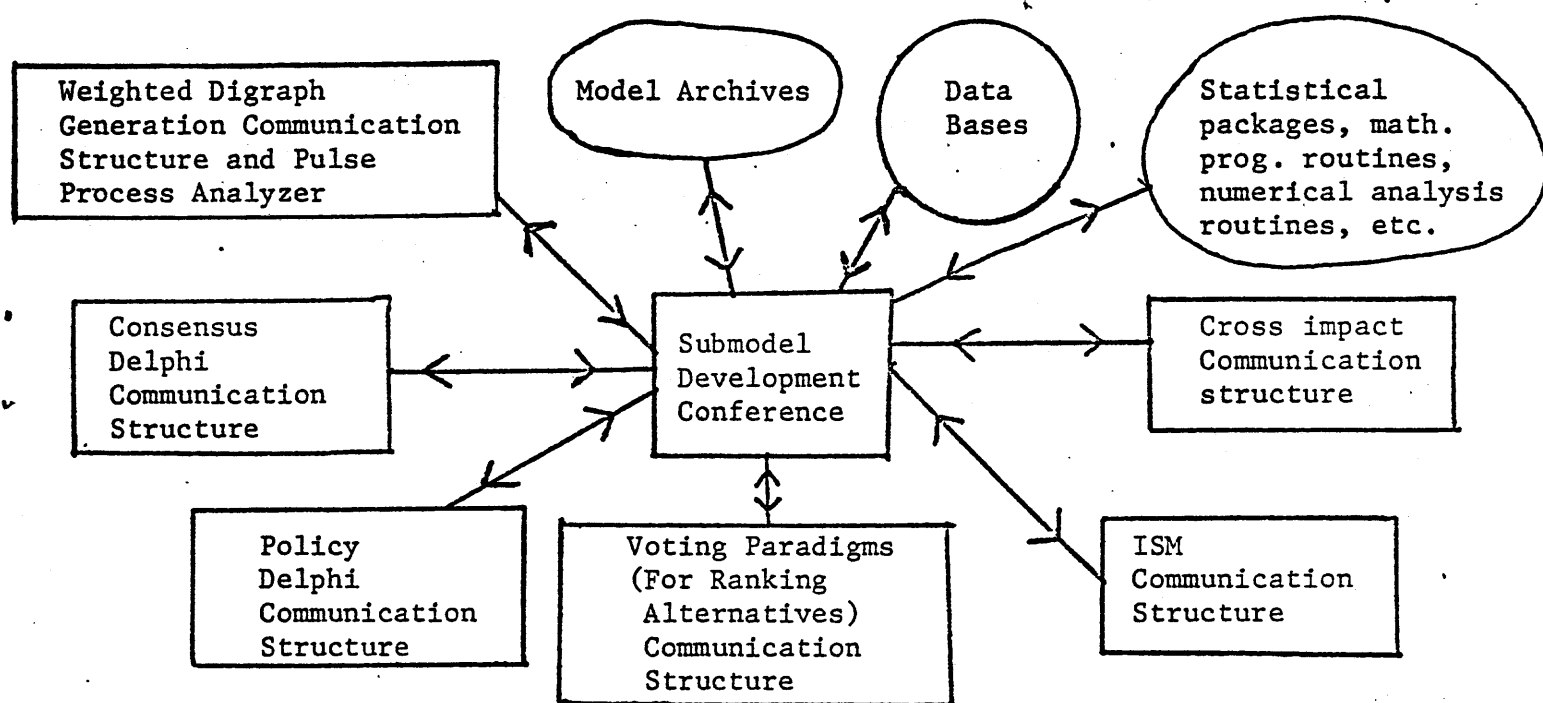 Weighted Digraph
Generation Communication
Structure and Pulse
Process Analyzer
Model Archives
Data
Bases
Statistical
packages, math.
prog. routines,
numerical analysis
routines, etc.
Consensus
Delphi
Communication
Structure
Submodel
Development
Conference
Cross impact
Communication
structure
Policy
Delphi
Communication
Structure
Voting Paradigms
(For Ranking
Alternatives)
Communication
Structure
ISM
Communication
Structure